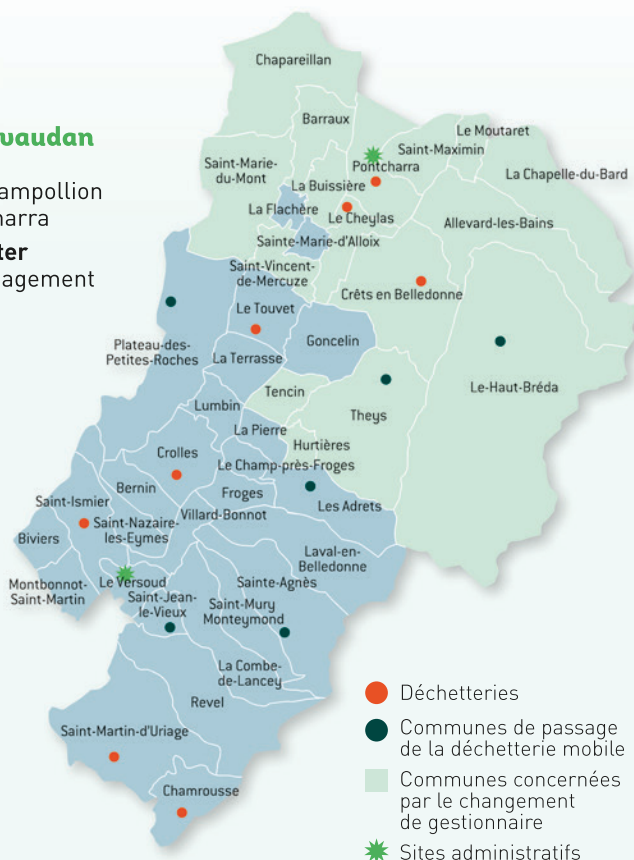 vaudan
ampollion
narra
ter
nagement
Chapareillan
Barraux
Le Moutaret
Saint-Maximin
Pontcharra
Saint-Marie-
du-Mont
La Chapelle-du-Bard
La Buissière
La Flachère
Le Cheylas
Allevard-les-Bains
Sainte-Marie-d'Alloix
Saint-Vincent-
de-Mercuze
Crêts en Belledonne
Le Touvet
Goncelin
Plateau-des-
Petites-Roches
La Terrasse
Le-Haut-Bréda
Tencin
Lumbin
Theys
La Pierre
Hurtières
Crolles
Le Champ-près-Froges
Bernin
Froges
Saint-Ismier
Les Adrets
Villard-Bonnot
Saint-Nazaire-
les-Eymes
Biviers
Laval-en-
Belledonne
Montbonnot-
Saint-Martin
Le Versoud
Sainte-Agnès
Saint-Jean-
le-Vieux
Saint-Mury
Monteymond
La Combe-
de-Lancey
Revel
Saint-Martin-d'Uriage
Chamrousse
Déchetteries
Communes de passage
de la déchetterie mobile
Communes concernées
par le changement
de gestionnaire
Sites administratifs